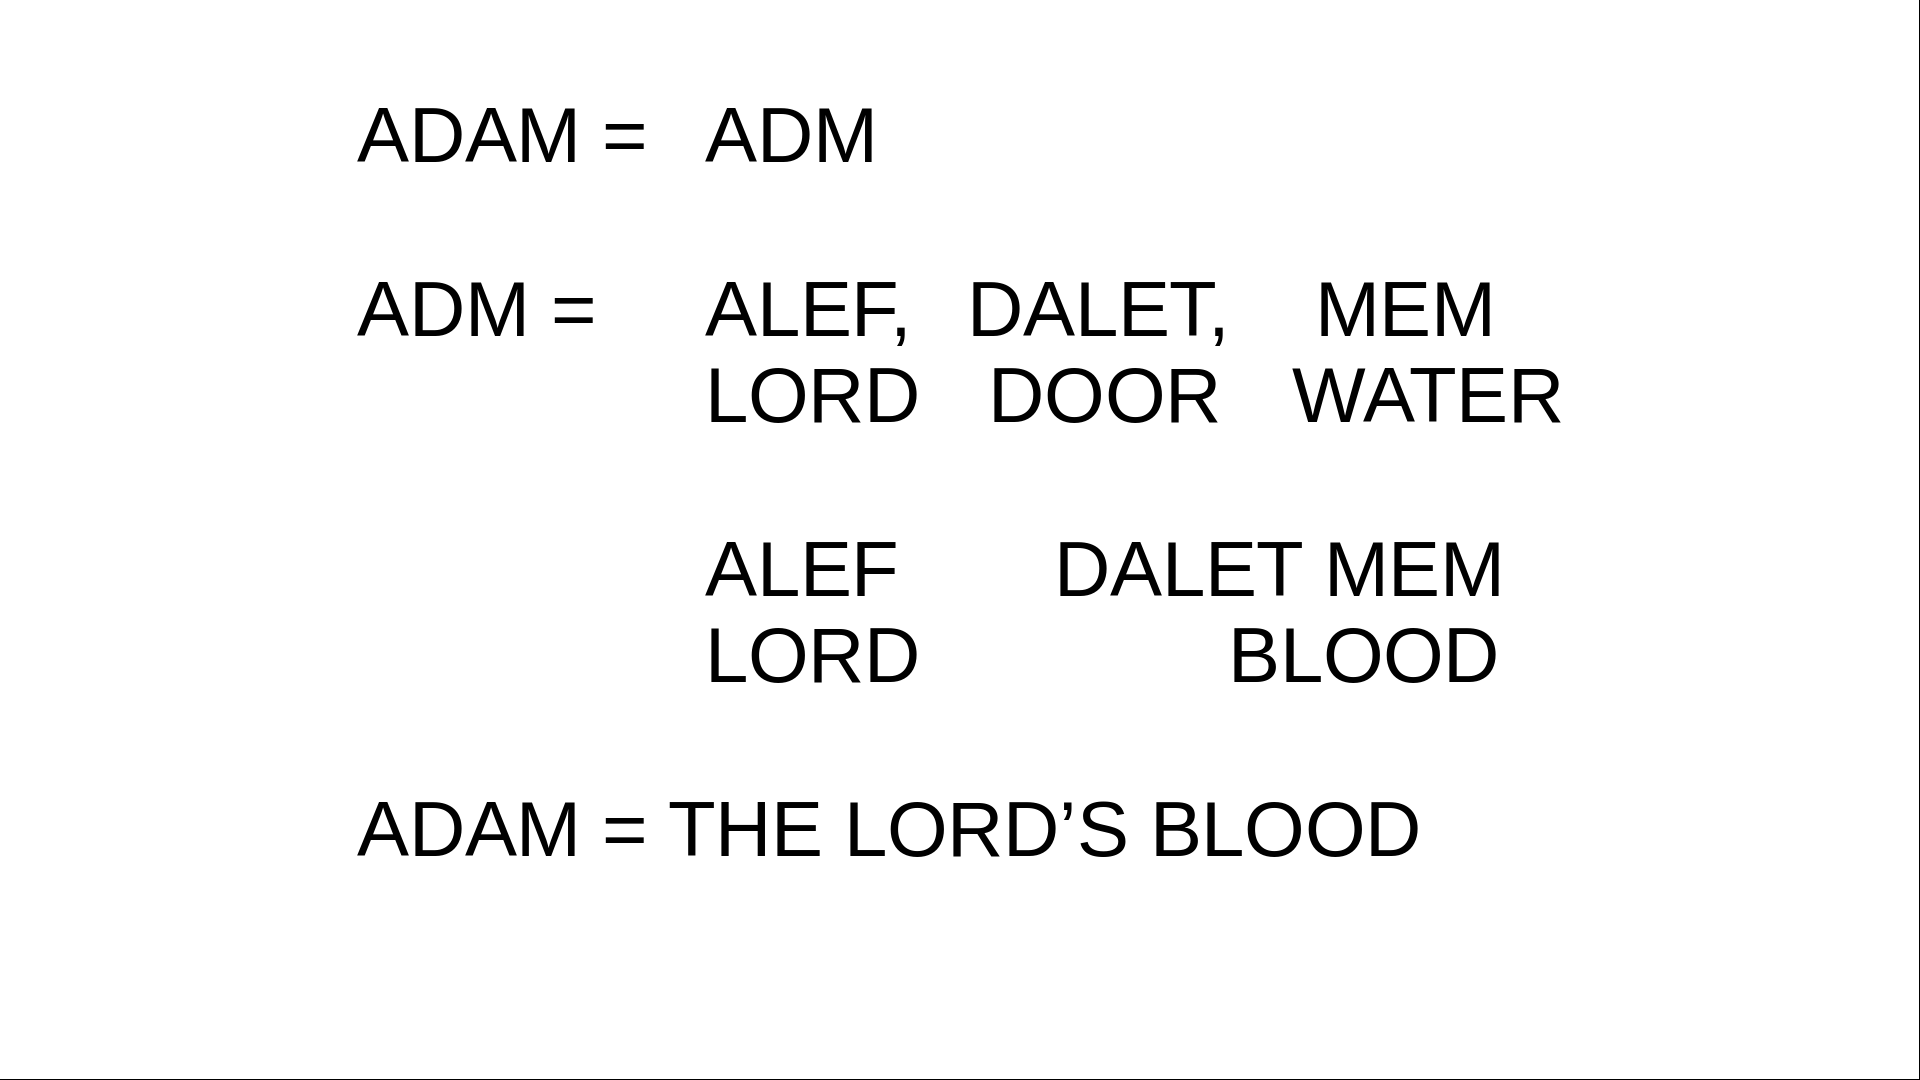 ADAM = ADM
ADM = ALEF, DALET, MEM
LORD DOOR WATER
ALEF DALET MEM
LORD BLOOD
ADAM = THE LORD’S BLOOD